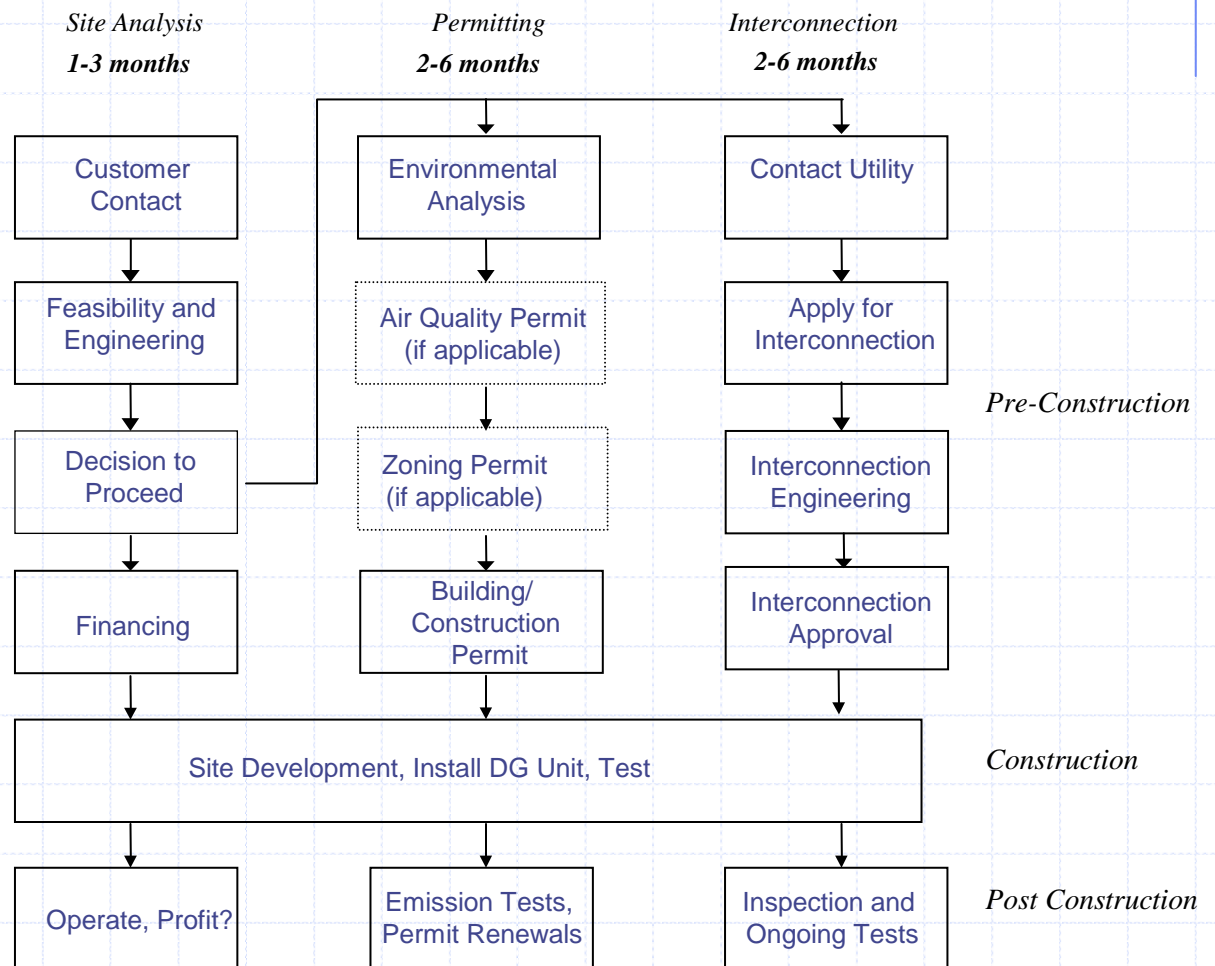 Site Analysis
1-3 months
Permitting
2-6 months
Interconnection
2-6 months
Customer
Contact
Environmental
Analysis
Contact Utility
Feasibility and
Engineering
Air Quality Permit
(if applicable)
Apply for
Interconnection
Pre-Construction
Decision to
Proceed
Zoning Permit
(if applicable)
Interconnection
Engineering
Financing
Building/
Construction
Permit
Interconnection
Approval
Site Development, Install DG Unit, Test
Construction
Operate, Profit?
Emission Tests,
Permit Renewals
Inspection and
Ongoing Tests
Post Construction